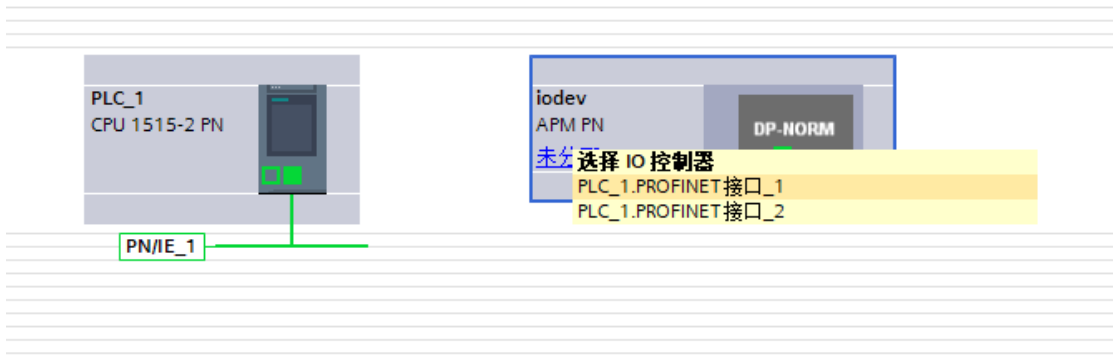 PLC_1
CPU 1515-2 PN
iodev
APM PN
DP-NORM
未分
选择 IO 控制器
PLC_1.PROFINET接口_1
PLC_1.PROFINET接口_2
PN/IE_1